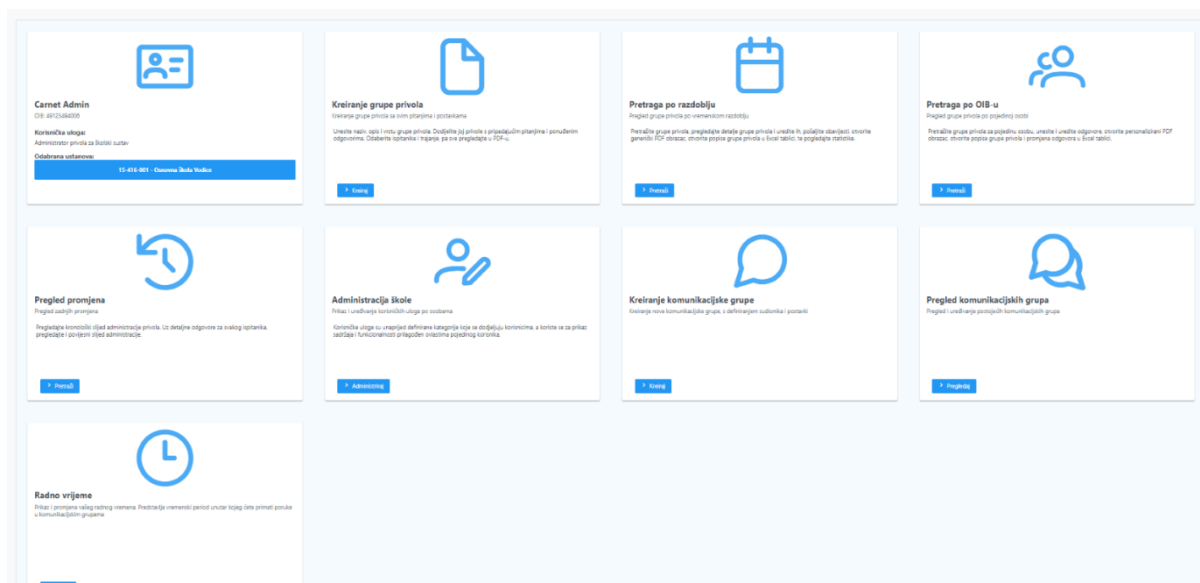 Carnet Admin
Korisnička uloga:
Administrator privola za školski sustav
Odabrana ustanova:
15-416-001 - Osnovna škola Vodice
Kreiranje grupe privola
Kreiranje grupe privola sa svim pitanjima i postavkama
Unesite naziv, opis i vrstu grupe privola. Dodijelite joj privole s pripadajućim pitanjima i ponuđenim
odgovorima. Odaberite ispitanike i trajanje, pa sve pregledajte u PDF-u.
Kreiraj
Pretraga po razdoblju
Pregled grupe privola po vremenskom razdoblju
Pretražite grupe privola, pregledajte detalje grupe privola i uredite ih, pošaljite obavijesti, stvorite
generički PDF obrazac, otvorite popise grupa privola u Excel tablici, te pogledajte statistike.
Pretraži
Pretraga po OIB-u
Pregled grupe privola po pojedinoj osobi
Pretražite grupe privola za pojedinu osobu, unesite i uredite odgovore, otvorite personalizirani PDF
obrazac, otvorite popise grupa privola i promjena odgovora u Excel tablici.
Pretraži
Pregled promjena
Pregled zadnjih promjena
Pregledajte kronološki slijed administracije privola. Uz detaljne odgovore za svakog ispitanika,
pregledajte i povijesni slijed administracije.
Pretraži
Administracija škole
Prikaz i uređivanje korisničkih uloga po osobama
Korisničke uloge su unaprijed definirane kategorije koje se dodjeljuju korisnicima, a koriste se za prikaz
sadržaja i funkcionalnosti prilagođen ovlastima pojedinog korisnika.
Administriraj
Kreiranje komunikacijske grupe
Kreiranje nove komunikacijske grupe, s definiranjem sudionika i postavki
Kreiraj
Pregled komunikacijskih grupa
Pregled i uređivanje postojećih komunikacijskih grupa
Pregledaj
Radno vrijeme
Prikaz i promjena vašeg radnog vremena. Predstavlja vremenski period unutar kojeg ćete primati poruke
u komunikacijskim grupama.